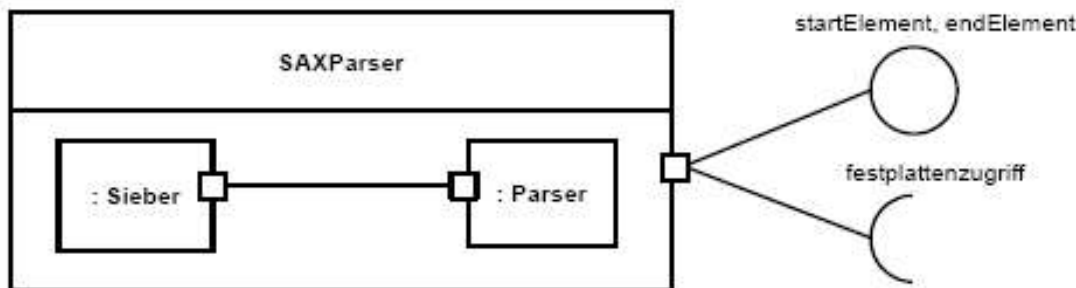 startElement, endElement
SAXParser
festplattenzugriff
: Sieber
: Parser